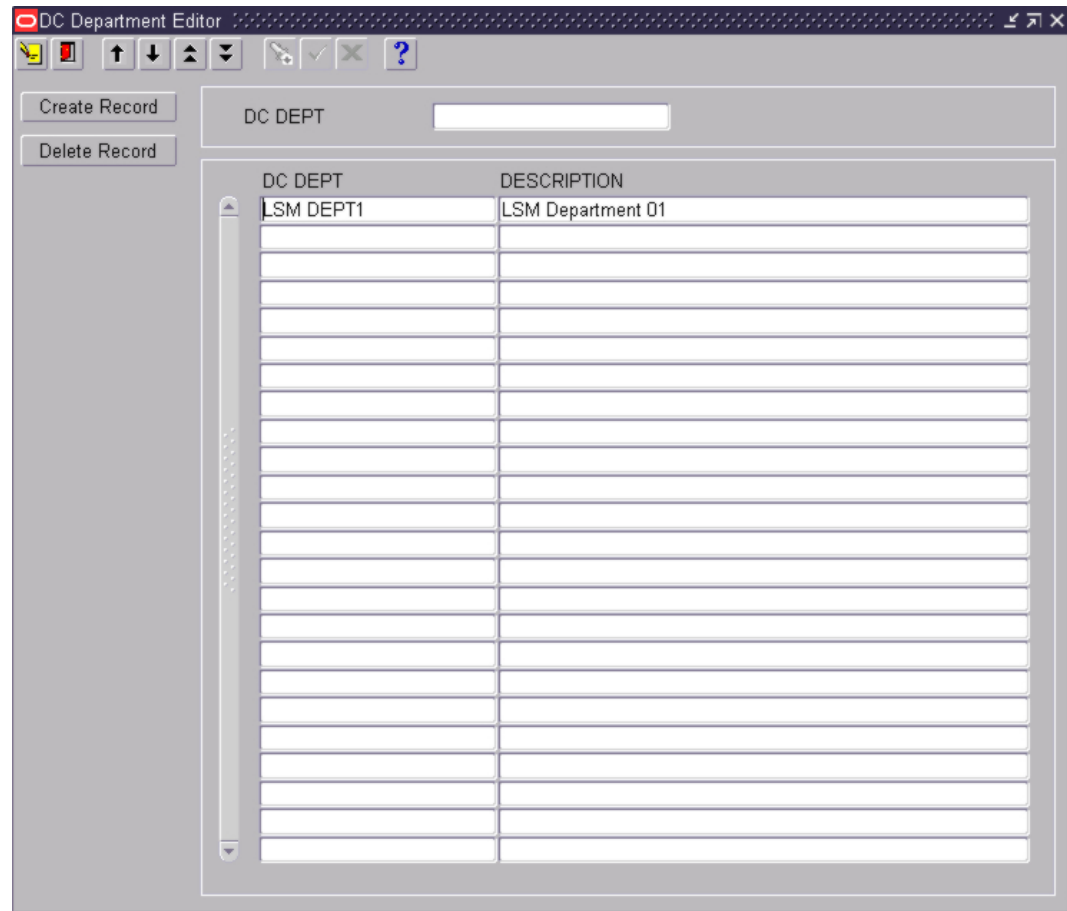 DC Department Editor
?
Create Record
Delete Record
DC DEPT
DC DEPT DESCRIPTION
LSM DEPT1 LSM Department 01